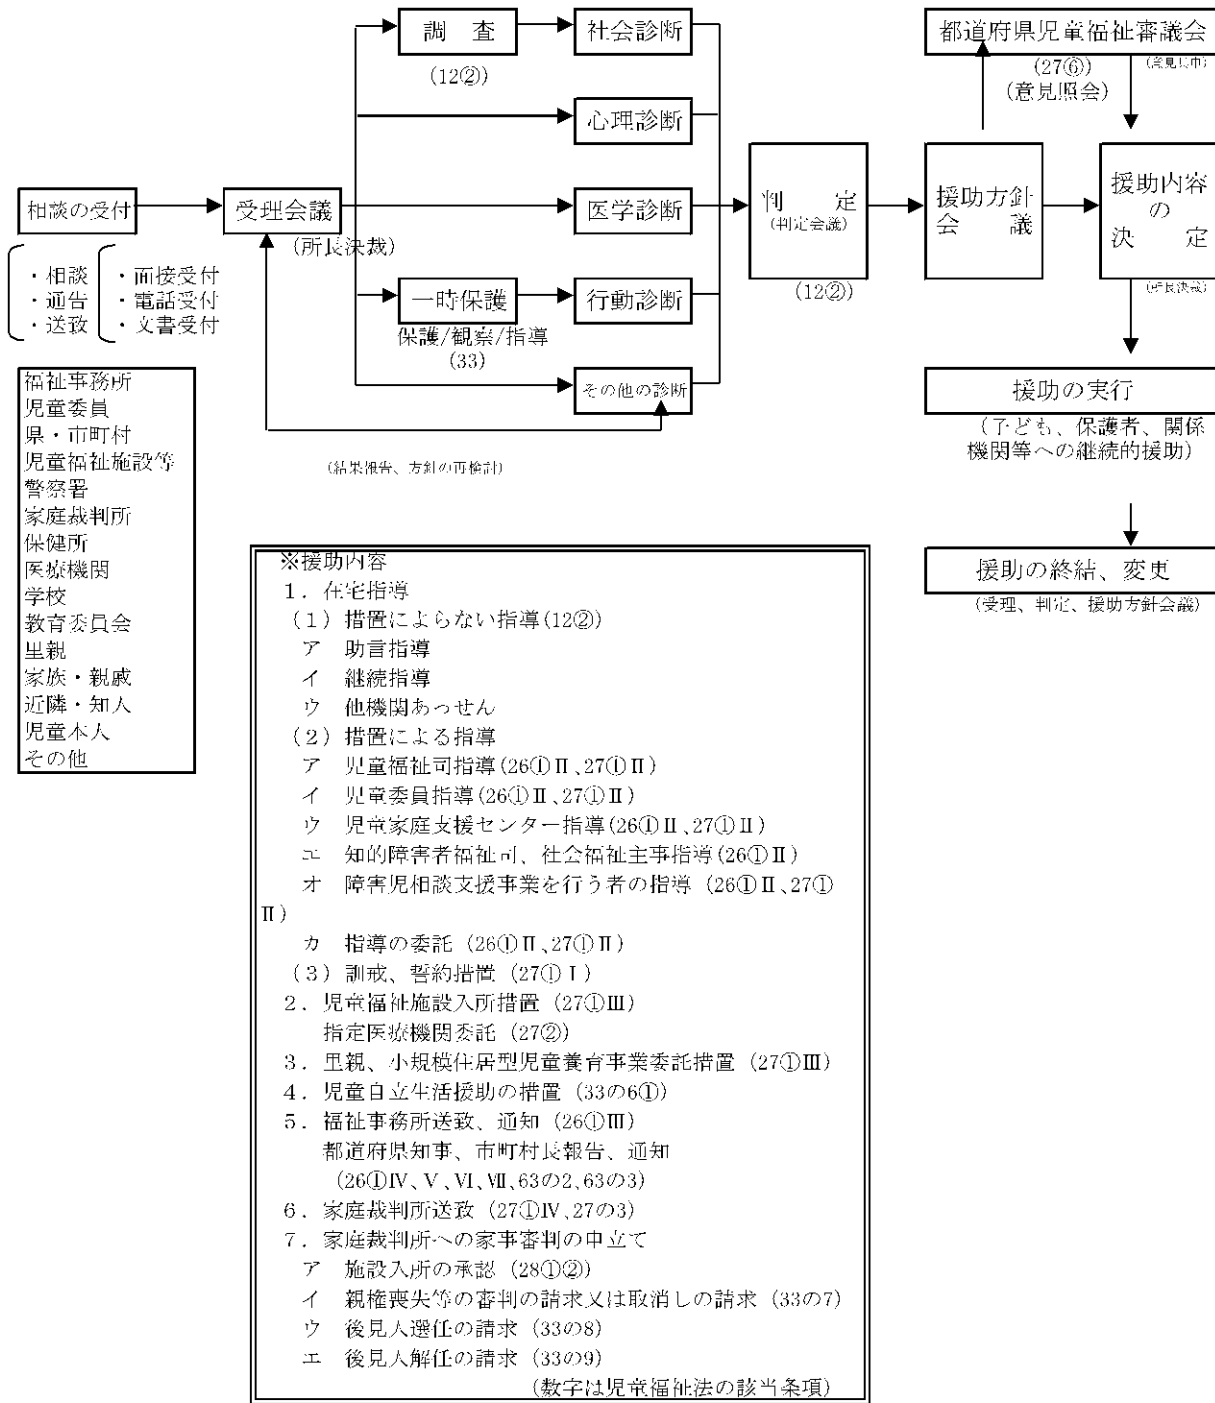 調　査
社会診断
(12②)
心理診断
都道府県児童福祉審議会
(27⑥)
(意見照会)
(意見具申)
相談の受付
受理会議
(所長決裁)
医学診断
判　　定
(判定会議)
(12②)
援助方針
会　　議
援助内容
の
決　　定
(所長決裁)
・相談
・通告
・送致
・面接受付
・電話受付
・文書受付
一時保護
行動診断
保護/観察/指導
(33)
その他の診断
(結果報告、方針の再検討)
援助の実行
(子ども、保護者、関係
機関等への継続的援助)
援助の終結、変更
(受理、判定、援助方針会議)
福祉事務所
児童委員
県・市町村
児童福祉施設等
警察署
家庭裁判所
保健所
医療機関
学校
教育委員会
里親
家族・親戚
近隣・知人
児童本人
その他
※援助内容
１．在宅指導
（１）措置によらない指導(12②)
ア　助言指導
イ　継続指導
ウ　他機関あっせん
（２）措置による指導
ア　児童福祉司指導(26①Ⅱ、27①Ⅱ)
イ　児童委員指導(26①Ⅱ、27①Ⅱ)
ウ　児童家庭支援センター指導(26①Ⅱ、27①Ⅱ)
エ　知的障害者福祉司、社会福祉主事指導(26①Ⅱ)
オ　障害児相談支援事業を行う者の指導 (26①Ⅱ、27①
Ⅱ)
カ　指導の委託 (26①Ⅱ、27①Ⅱ)
（３）訓戒、誓約措置 (27①Ⅰ)
２．児童福祉施設入所措置 (27①Ⅲ)
指定医療機関委託 (27②)
３．里親、小規模住居型児童養育事業委託措置 (27①Ⅲ)
４．児童自立生活援助の措置 (33の6①)
５．福祉事務所送致、通知 (26①Ⅲ)
都道府県知事、市町村長報告、通知
(26①Ⅳ、Ⅴ、Ⅵ、Ⅶ、63の2、63の3)
６．家庭裁判所送致 (27①Ⅳ、27の3)
７．家庭裁判所への家事審判の申立て
ア　施設入所の承認 (28①②)
イ　親権喪失等の審判の請求又は取消しの請求 (33の7)
ウ　後見人選任の請求 (33の8)
エ　後見人解任の請求 (33の9)
(数字は児童福祉法の該当条項)